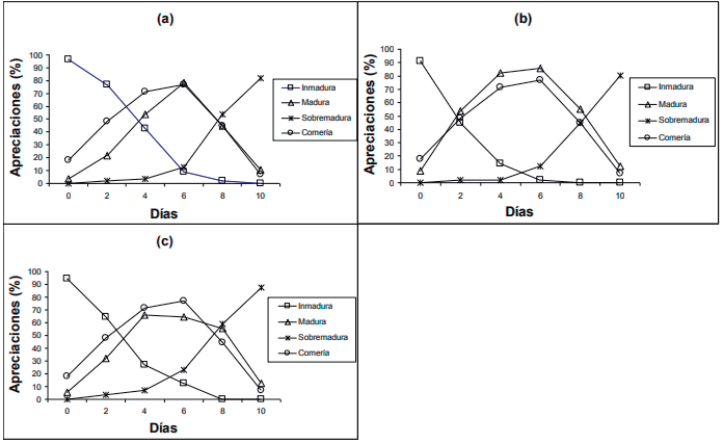 (a)
Apreciaciones (%)
100
90
80
70
60
50
40
30
20
10
0
0 2 4 6 8 10
Días
Inmadura
Madura
Sobremadura
Comería
(b)
Apreciaciones (%)
100
90
80
70
60
50
40
30
20
10
0
0 2 4 6 8 10
Días
Inmadura
Madura
Sobremadura
Comería
(c)
Apreciaciones (%)
100
90
80
70
60
50
40
30
20
10
0
0 2 4 6 8 10
Días
Inmadura
Madura
Sobremadura
Comería